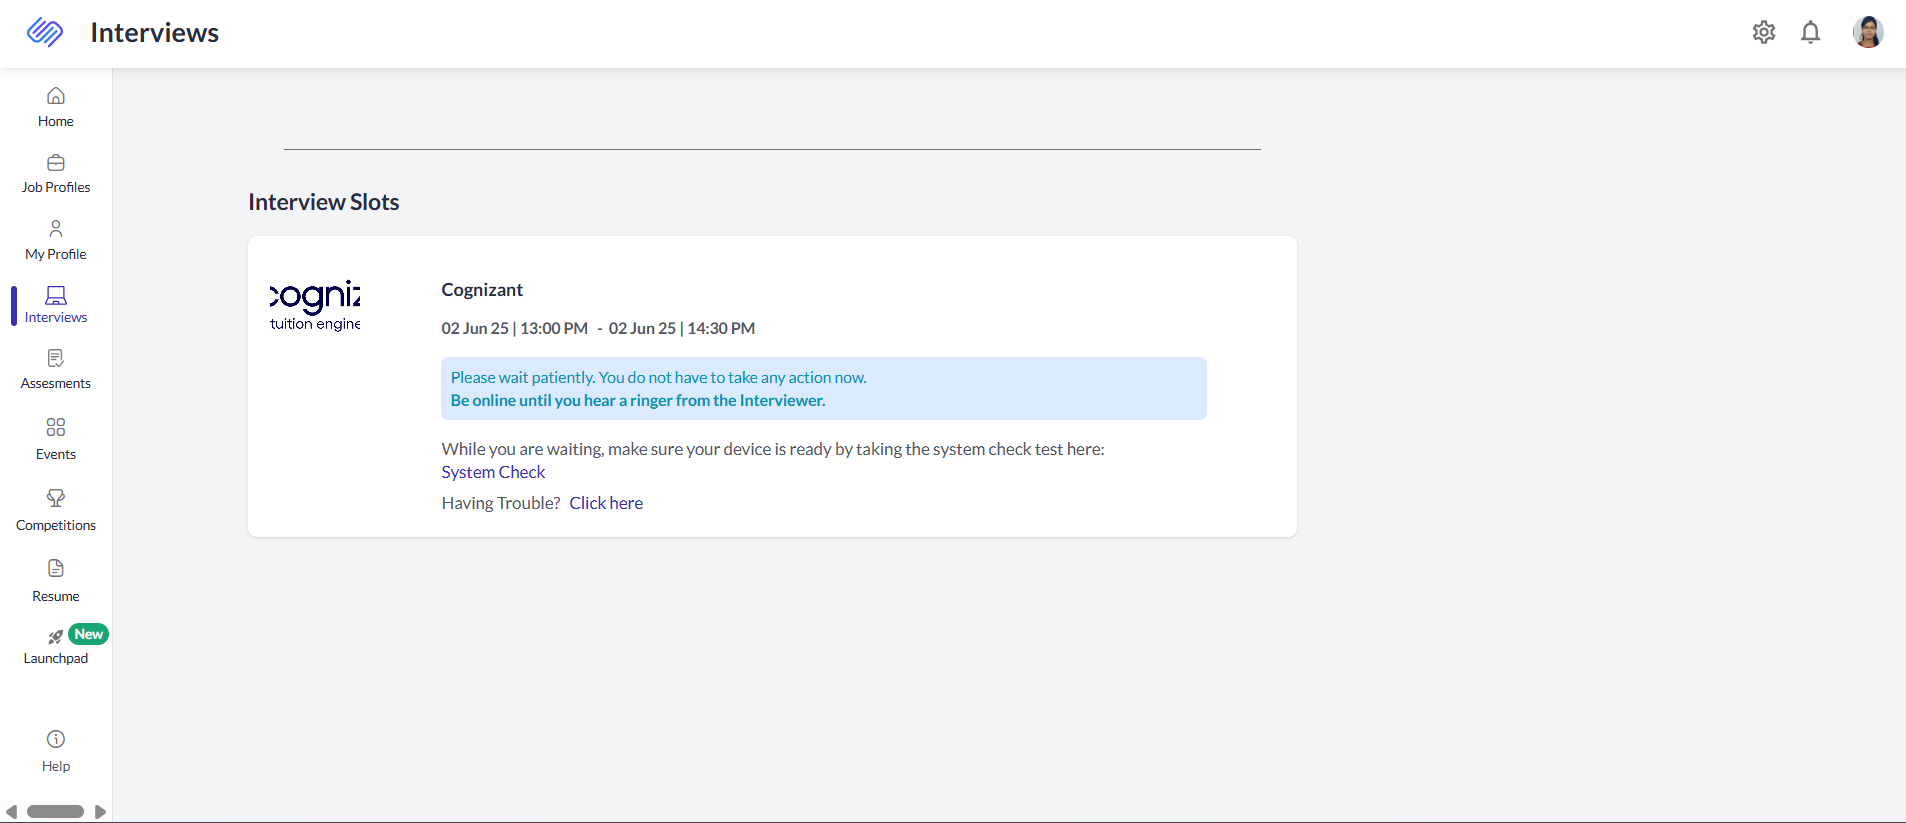 Interviews
Home
Job Profiles
My Profile
Interviews
Assesments
Events
Competitions
Resume
New
Launchpad
Help
Interview Slots
cogniz
tuition engine
Cognizant
02 Jun 25 | 13:00 PM - 02 Jun 25 | 14:30 PM
Please wait patiently. You do not have to take any action now.
Be online until you hear a ringer from the Interviewer.
While you are waiting, make sure your device is ready by taking the system check test here:
System Check
Having Trouble? Click here